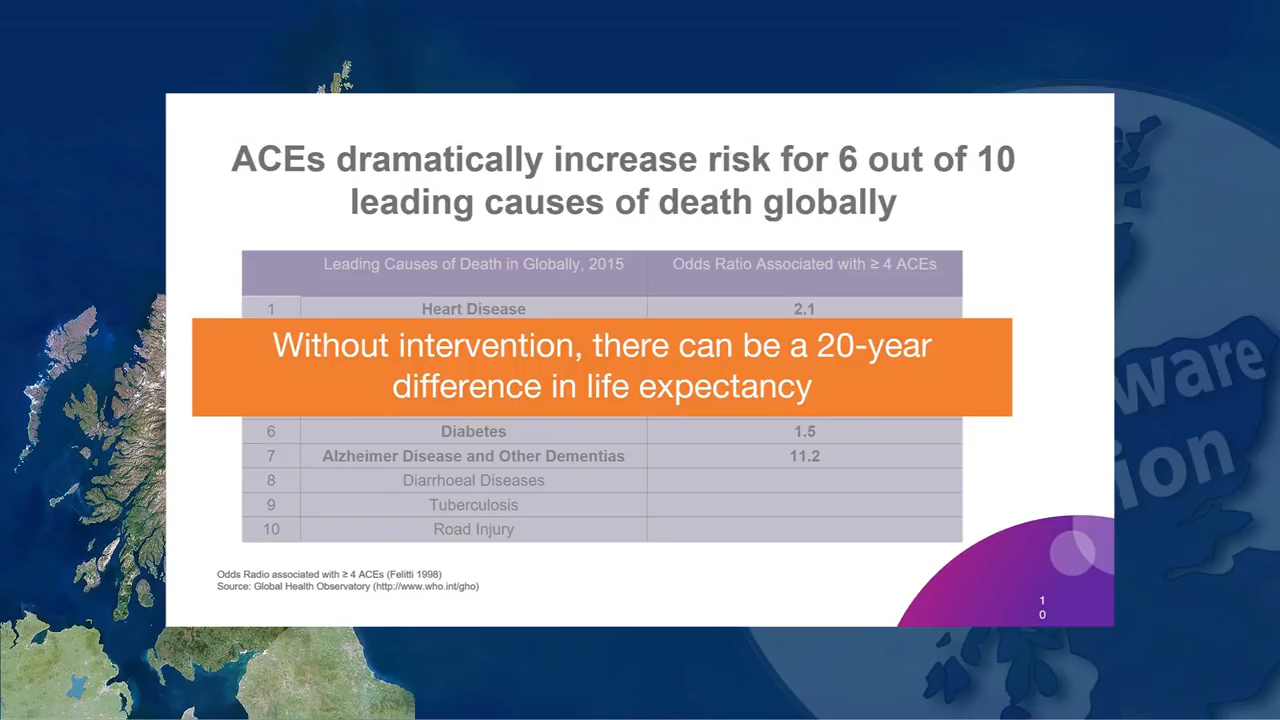 ACEs dramatically increase risk for 6 out of 10
leading causes of death globally
Leading Causes of Death in Globally, 2015 Odds Ratio Associated with ≥ 4 ACEs
1 Heart Disease 2.1
Without intervention, there can be a 20-year
difference in life expectancy
6 Diabetes 1.5
7 Alzheimer Disease and Other Dementias 11.2
8 Diarrhoeal Diseases
9 Tuberculosis
10 Road Injury
Odds Radio associated with ≥ 4 ACEs (Felitti 1998)
Source: Global Health Observatory (http://www.who.int/gho)
1
0
ware
ion